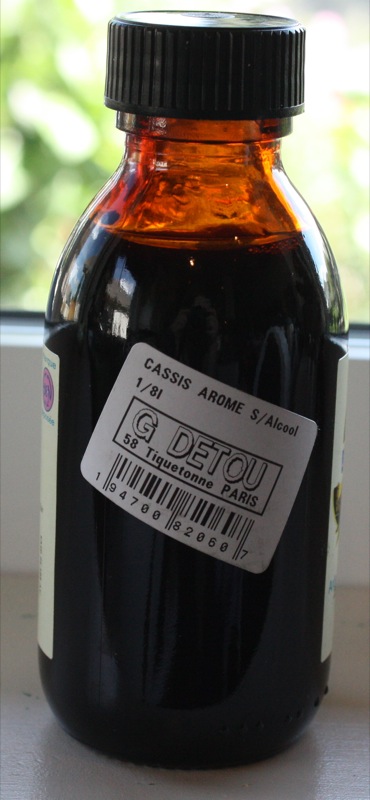 CASSIS AROME S/Alcool
1/8l
G DETOU
58 Tiquetonne PARIS
1 94700 82060 7